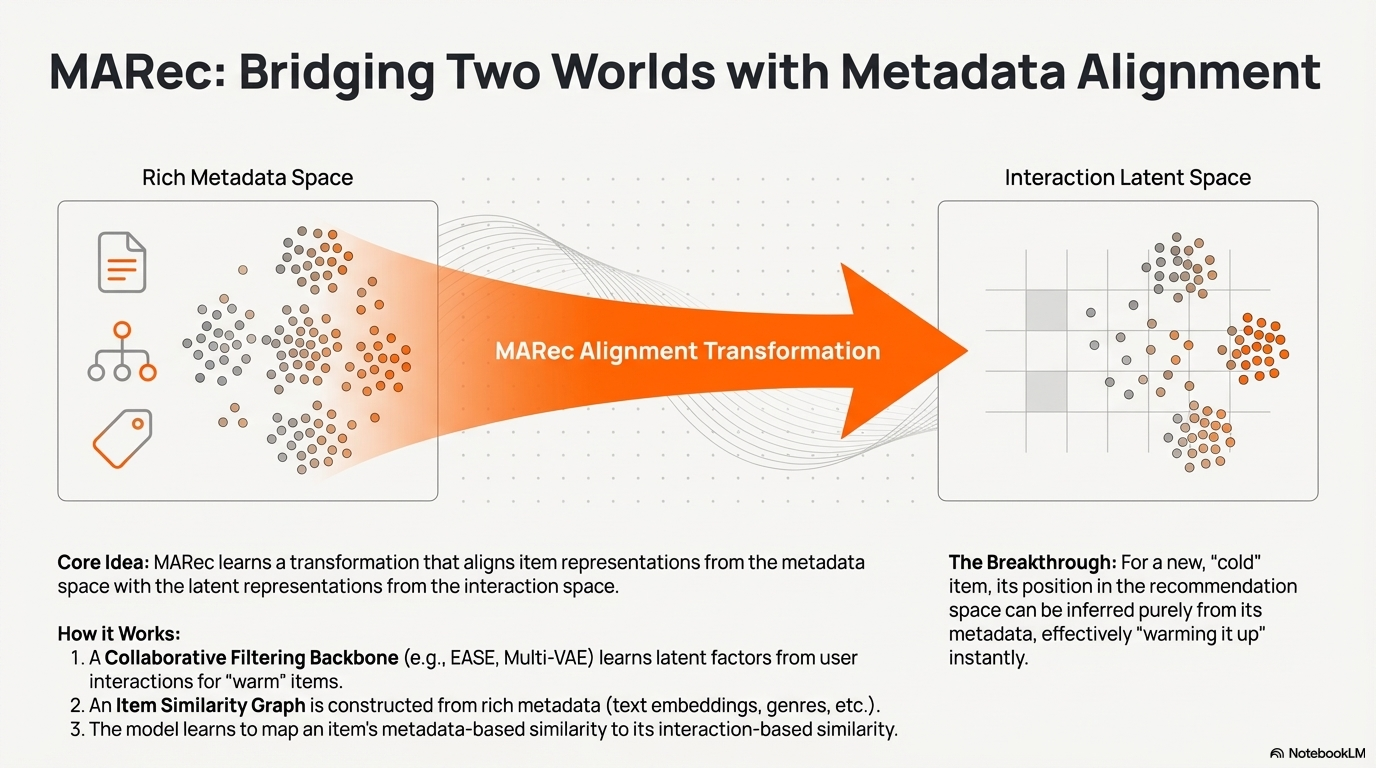 MARec: Bridging Two Worlds with Metadata Alignment
Rich Metadata Space
Interaction Latent Space
MARec Alignment Transformation
Core Idea: MARec learns a transformation that aligns item representations from the metadata
space with the latent representations from the interaction space.
How it Works:
1. A Collaborative Filtering Backbone (e.g., EASE, Multi-VAE) learns latent factors from user
interactions for "warm" items.
2. An Item Similarity Graph is constructed from rich metadata (text embeddings, genres, etc.).
3. The model learns to map an item's metadata-based similarity to its interaction-based similarity.
The Breakthrough: For a new, "cold"
item, its position in the recommendation
space can be inferred purely from its
metadata, effectively "warming it up"
instantly.
NotebookLM